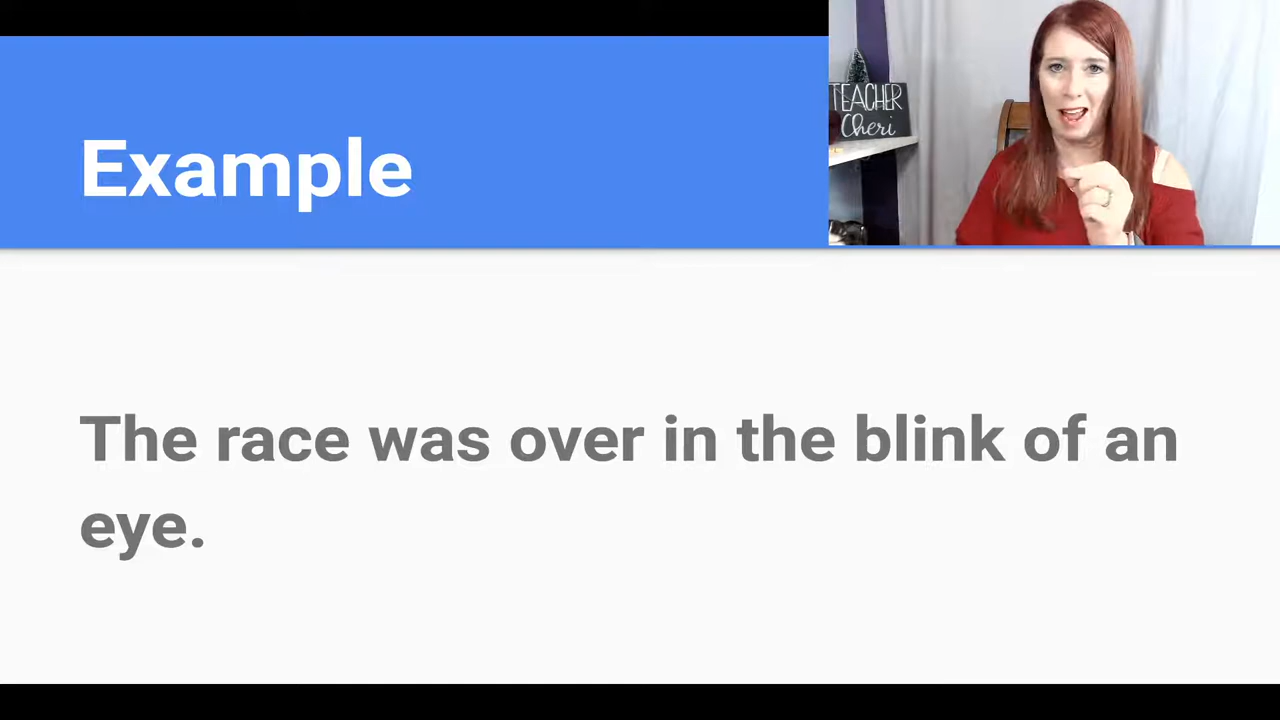 Example
TEACHER
Cheri
The race was over in the blink of an
eye.